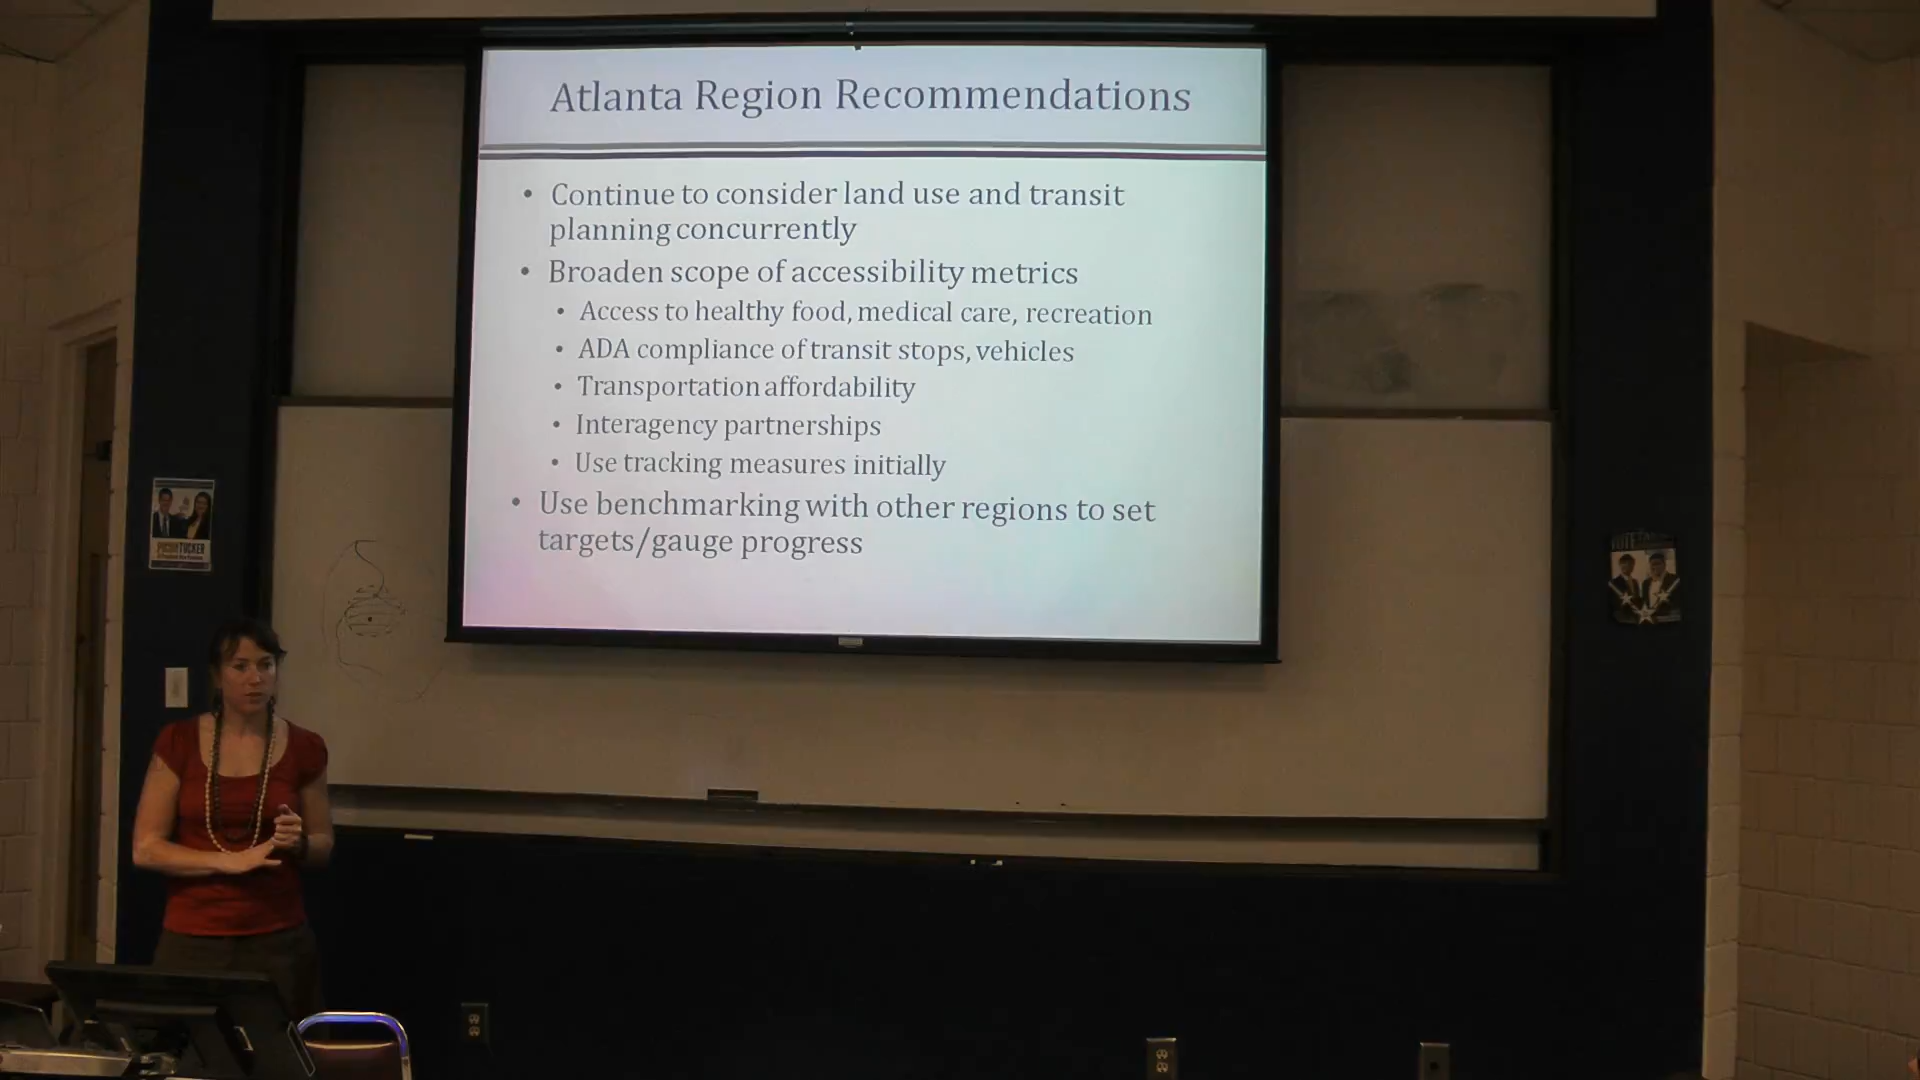 Atlanta Region Recommendations
• Continue to consider land use and transit
planning concurrently
• Broaden scope of accessibility metrics
• Access to healthy food, medical care, recreation
• ADA compliance of transit stops, vehicles
• Transportation affordability
• Interagency partnerships
• Use tracking measures initially
• Use benchmarking with other regions to set
targets/gauge progress
TUCKER
VOTE